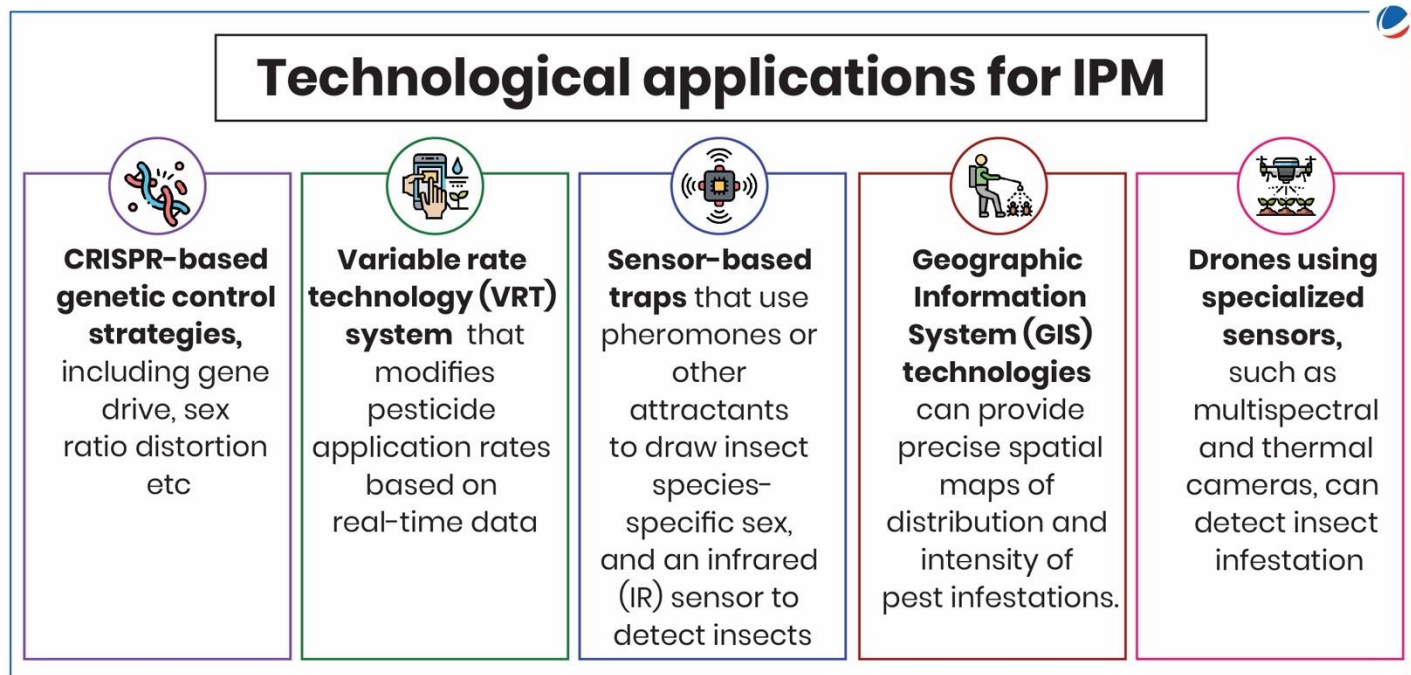 Technological applications for IPM
CRISPR-based
genetic control
strategies,
including gene
drive, sex
ratio distortion
etc
Variable rate
technology (VRT)
system that
modifies
pesticide
application rates
based on
real-time data
Sensor-based
traps that use
pheromones or
other
attractants
to draw insect
species-
specific sex,
and an infrared
(IR) sensor to
detect insects
Geographic
Information
System (GIS)
technologies
can provide
precise spatial
maps of
distribution and
intensity of
pest infestations.
Drones using
specialized
sensors,
such as
multispectral
and thermal
cameras, can
detect insect
infestation